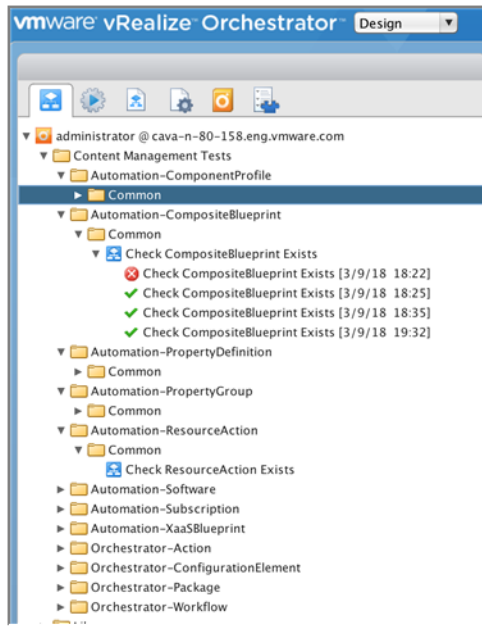 vmware vRealize Orchestrator Design
administrator @ cava-n-80-158.eng.vmware.com
Content Management Tests
Automation-ComponentProfile
Common
Automation-CompositeBlueprint
Common
Check CompositeBlueprint Exists
Check CompositeBlueprint Exists [3/9/18 18:22]
Check CompositeBlueprint Exists [3/9/18 18:25]
Check CompositeBlueprint Exists [3/9/18 18:35]
Check CompositeBlueprint Exists [3/9/18 19:32]
Automation-PropertyDefinition
Common
Automation-PropertyGroup
Common
Automation-ResourceAction
Common
Check ResourceAction Exists
Automation-Software
Automation-Subscription
Automation-XaaSBlueprint
Orchestrator-Action
Orchestrator-ConfigurationElement
Orchestrator-Package
Orchestrator-Workflow